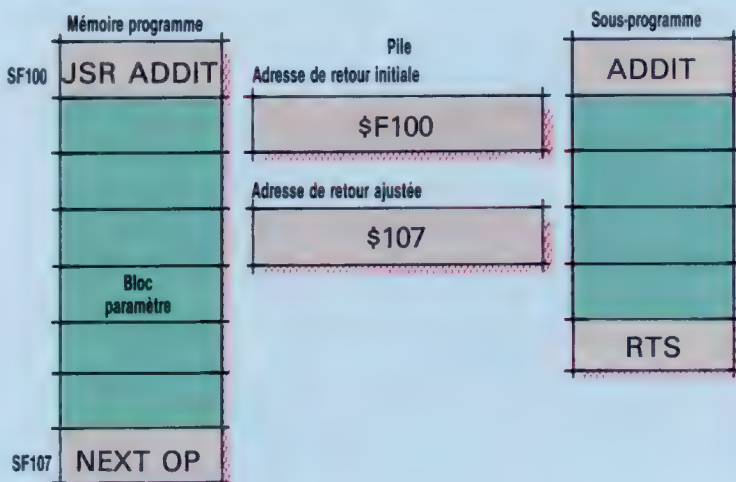 Mémoire programme
SF100
JSR ADDIT
Bloc
paramètre
SF107
NEXT OP
Pile
Adresse de retour initiale
$F100
Adresse de retour ajustée
$107
Sous-programme
ADDIT
RTS